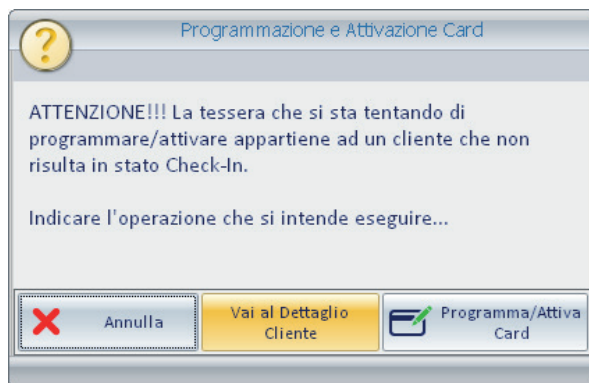 Programmazione e Attivazione Card
ATTENZIONE!!! La tessera che si sta tentando di
programmare/attivare appartiene ad un cliente che non
risulta in stato Check-In.
Indicare l'operazione che si intende eseguire...
Annulla
Vai al Dettaglio
Cliente
Programma/Attiva
Card